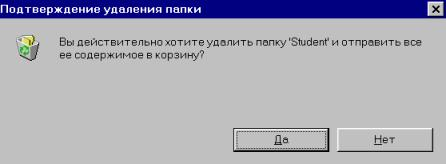 Подтверждение удаления папки
Вы действительно хотите удалить папку 'Student' и отправить все
ее содержимое в корзину?
Да
Нет